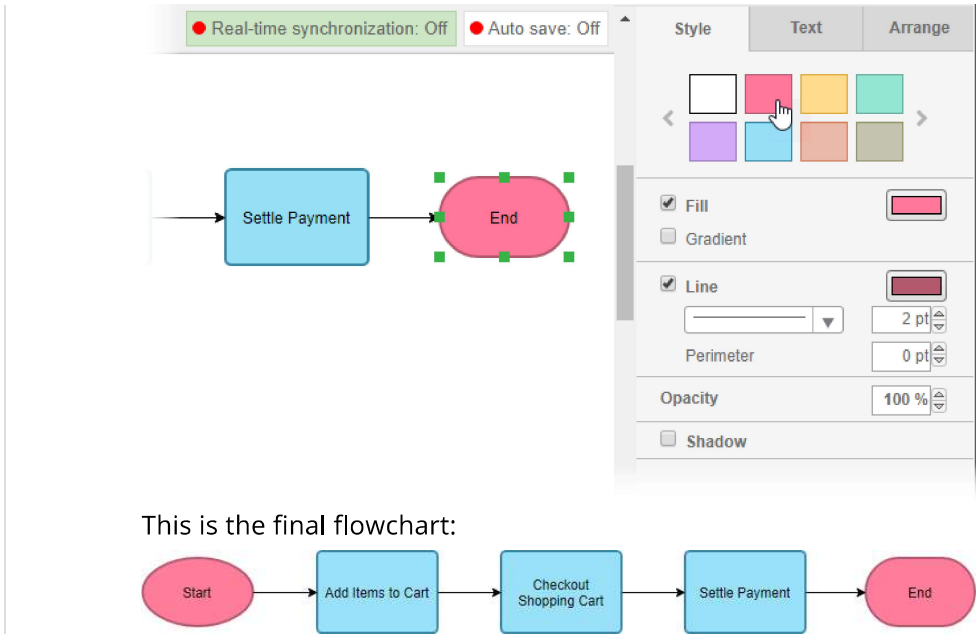 Real-time synchronization: Off
Auto save: Off
Style
Text
Arrange
Settle Payment
End
Fill
Gradient
Line
2 pt
Perimeter
0 pt
Opacity
100 %
Shadow
This is the final flowchart:
Start
Add Items to Cart
Checkout
Shopping Cart
Settle Payment
End